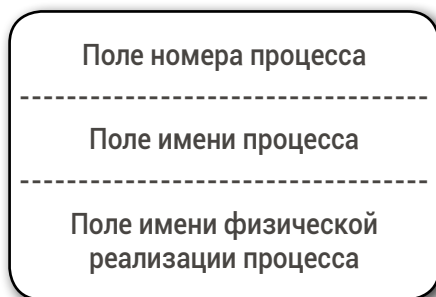 Поле номера процесса
Поле имени процесса
Поле имени физической
реализации процесса